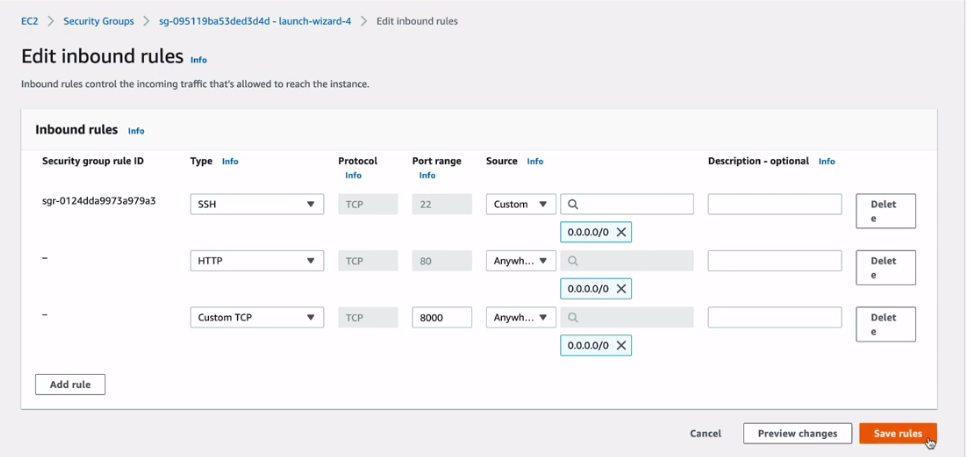 EC2 > Security Groups > sg-095119ba53ded3d4d - launch-wizard-4 > Edit inbound rules
Edit inbound rules Info
Inbound rules control the incoming traffic that's allowed to reach the instance.
Inbound rules Info
Security group rule ID Type Info Protocol Info Port range Info Source Info Description - optional Info
sgr-0124dda9973a979a3 SSH TCP 22 Custom Delete
0.0.0.0/0
– HTTP TCP 80 Anywh... Delete
0.0.0.0/0
– Custom TCP TCP 8000 Anywh... Delete
0.0.0.0/0
Add rule
Cancel Preview changes Save rules